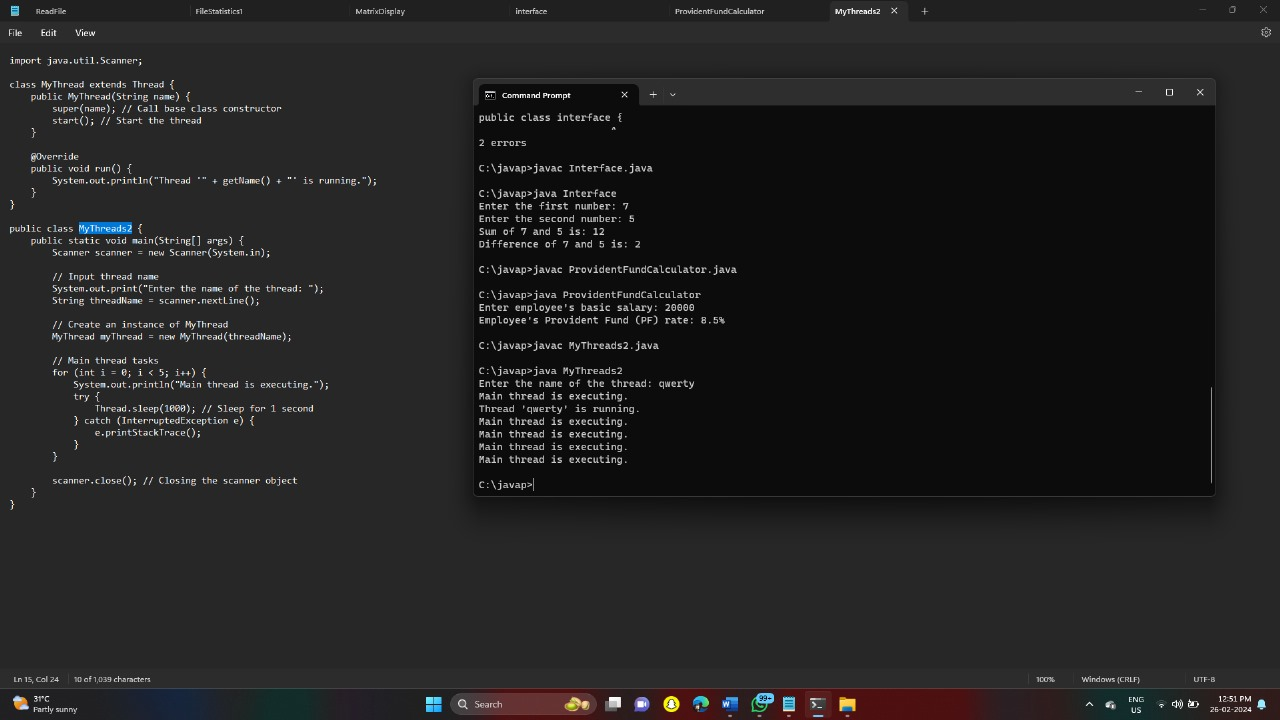 ReadFile
FileStatistics1
MatrixDisplay
interface
ProvidentFundCalculator
MyThreads2
File
Edit
View
import java.util.Scanner;
class MyThread extends Thread {
public MyThread(String name) {
super(name); // Call base class constructor
start(); // Start the thread
}
@Override
public void run() {
System.out.println("Thread '" + getName() + "' is running.");
}
}
public class MyThreads2 {
public static void main(String[] args) {
Scanner scanner = new Scanner(System.in);
// Input thread name
System.out.print("Enter the name of the thread: ");
String threadName = scanner.nextLine();
// Create an instance of MyThread
MyThread myThread = new MyThread(threadName);
// Main thread tasks
for (int i = 0; i < 5; i++) {
System.out.println("Main thread is executing.");
try {
Thread.sleep(1000); // Sleep for 1 second
} catch (InterruptedException e) {
e.printStackTrace();
}
}
scanner.close(); // Closing the scanner object
}
}
Command Prompt
public class interface {
^
2 errors
C:\javap>javac Interface.java
C:\javap>java Interface
Enter the first number: 7
Enter the second number: 5
Sum of 7 and 5 is: 12
Difference of 7 and 5 is: 2
C:\javap>javac ProvidentFundCalculator.java
C:\javap>java ProvidentFundCalculator
Enter employee's basic salary: 20000
Employee's Provident Fund (PF) rate: 8.5%
C:\javap>javac MyThreads2.java
C:\javap>java MyThreads2
Enter the name of the thread: qwerty
Main thread is executing.
Thread 'qwerty' is running.
Main thread is executing.
Main thread is executing.
Main thread is executing.
Main thread is executing.
C:\javap>
Ln 15, Col 24
10 of 1,039 characters
100%
Windows (CRLF)
UTF-8
31°C
Partly sunny
Search
99+
ENG
US
12:51 PM
26-02-2024